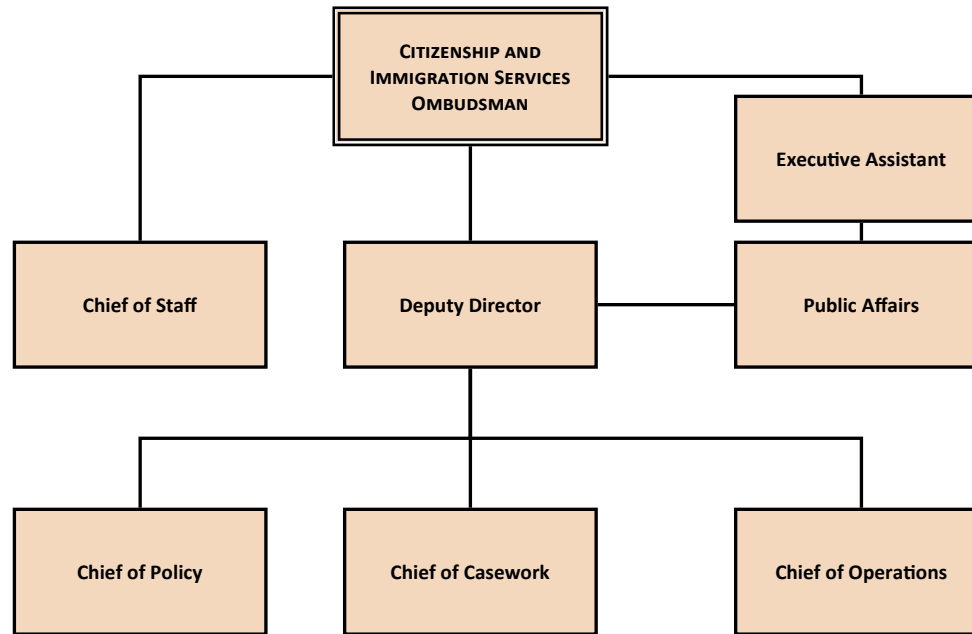 CITIZENSHIP AND
IMMIGRATION SERVICES
OMBUDSMAN
Executive Assistant
Chief of Staff
Deputy Director
Public Affairs
Chief of Policy
Chief of Casework
Chief of Operations